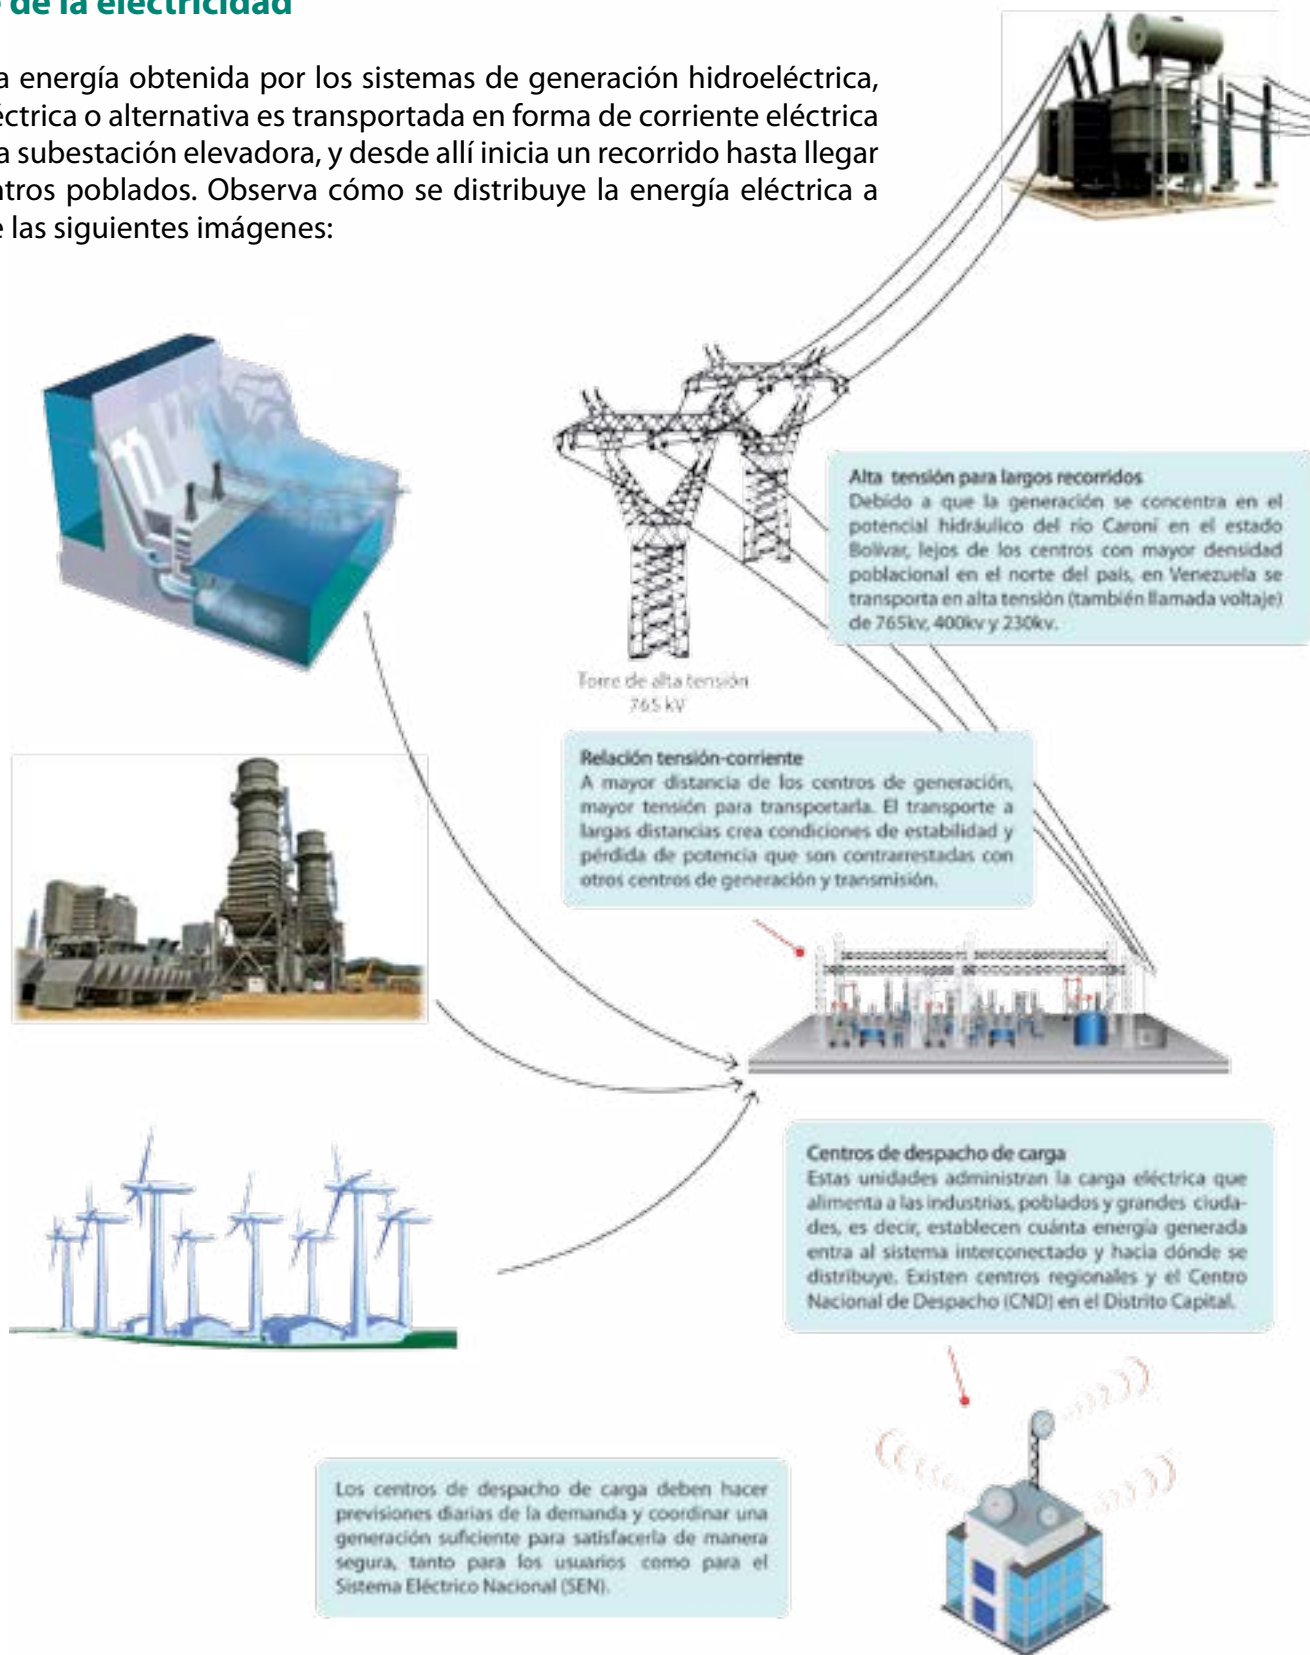 de la electricidad
a energía obtenida por los sistemas de generación hidroeléctrica,
éctrica o alternativa es transportada en forma de corriente eléctrica
a subestación elevadora, y desde allí inicia un recorrido hasta llegar
ntros poblados. Observa cómo se distribuye la energía eléctrica a
e las siguientes imágenes:
Alta tensión para largos recorridos
Debido a que la generación se concentra en el
potencial hidráulico del río Caroní en el estado
Bolívar, lejos de los centros con mayor densidad
poblacional en el norte del país, en Venezuela se
transporta en alta tensión (también llamada voltaje)
de 765kv, 400kv y 230kv.
Torre de alta tensión
765 kV
Relación tensión-corriente
A mayor distancia de los centros de generación,
mayor tensión para transportarla. El transporte a
largas distancias crea condiciones de estabilidad y
pérdida de potencia que son contrarrestadas con
otros centros de generación y transmisión.
Centros de despacho de carga
Estas unidades administran la carga eléctrica que
alimenta a las industrias, poblados y grandes ciuda-
des, es decir, establecen cuánta energía generada
entra al sistema interconectado y hacia dónde se
distribuye. Existen centros regionales y el Centro
Nacional de Despacho (CND) en el Distrito Capital.
Los centros de despacho de carga deben hacer
previsiones diarias de la demanda y coordinar una
generación suficiente para satisfacerla de manera
segura, tanto para los usuarios como para el
Sistema Eléctrico Nacional (SEN).